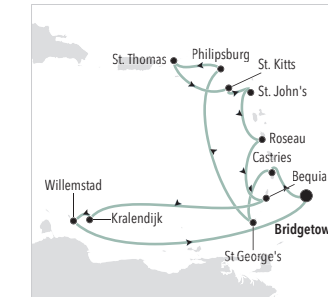 St. Thomas
Philipsburg
St. Kitts
St. John's
Roseau
Castries
Bequia
Willemstad
Kralendijk
Bridgetow
St George's